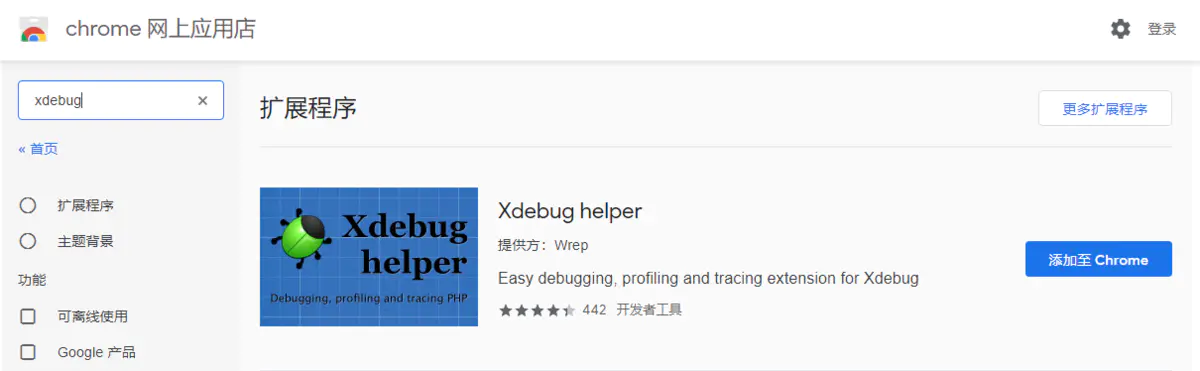 chrome 网上应用店
登录
xdebug
« 首页
扩展程序
主题背景
功能
可离线使用
Google 产品
扩展程序
更多扩展程序
Xdebug
helper
Debugging, profiling and tracing PHP
Xdebug helper
提供方：Wrep
Easy debugging, profiling and tracing extension for Xdebug
442 开发者工具
添加至 Chrome